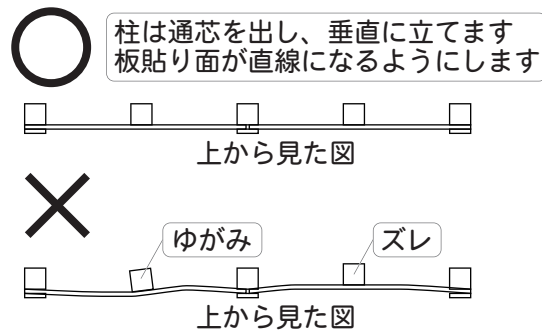 柱は通芯を出し、垂直に立てます
板貼り面が直線になるようにします
上から見た図
ゆがみ
ズレ
上から見た図